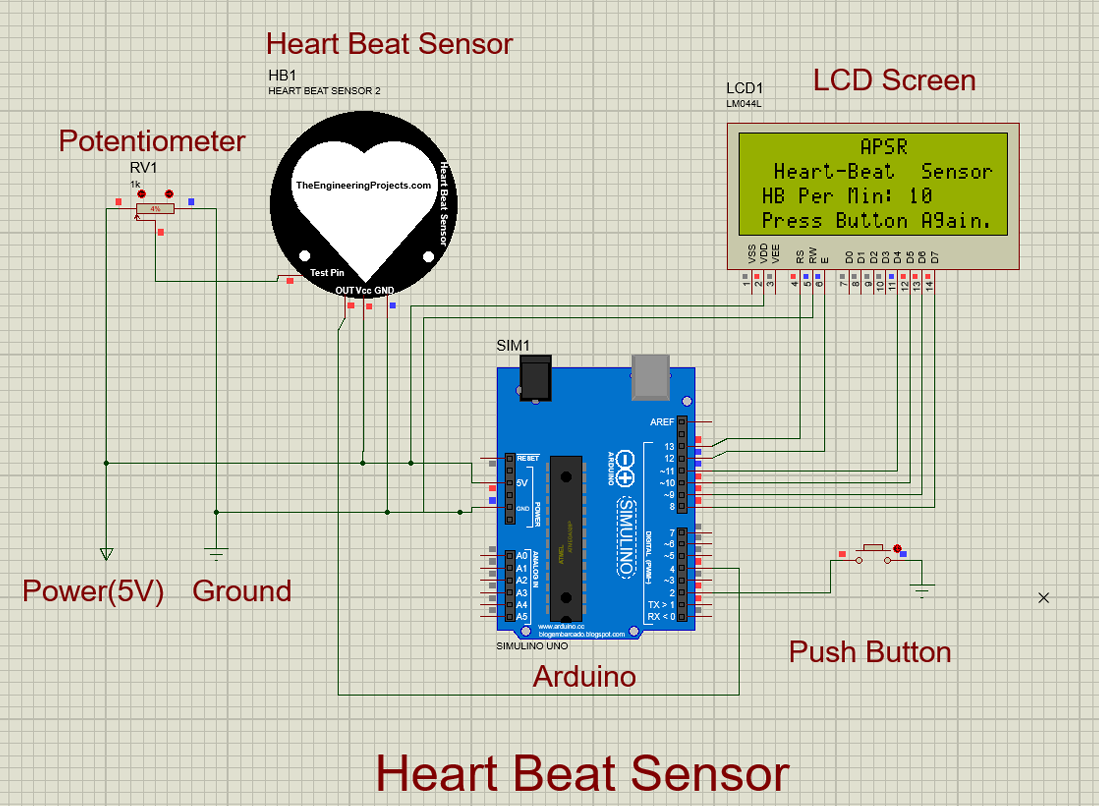 Heart Beat Sensor
HB1
HEART BEAT SENSOR 2
LCD Screen
LCD1
LM044L
Potentiometer
RV1
1k
4%
TheEngineeringProjects.com
Heart Beat Sensor
Test Pin
OUT Vcc GND
APSR
Heart-Beat Sensor
HB Per Min: 10
Press Button Again.
VSS VDD VEE RS RW E D0 D1 D2 D3 D4 D5 D6 D7
1 2 3 4 5 6 7 8 9 10 11 12 13 14
SIM1
AREF
13
12
~11
~10
~9
8
7
~6
~5
4
~3
2
TX > 1
RX < 0
RESET
5V
GND
POWER
A0
A1
A2
A3
A4
A5
ANALOG IN
ARDUINO
SIMULINO
DIGITAL (PWM~)
ATMEL
www.arduino.cc
blogembarcado.blogspot.com
SIMULINO UNO
Arduino
Power(5V)
Ground
Push Button
Heart Beat Sensor